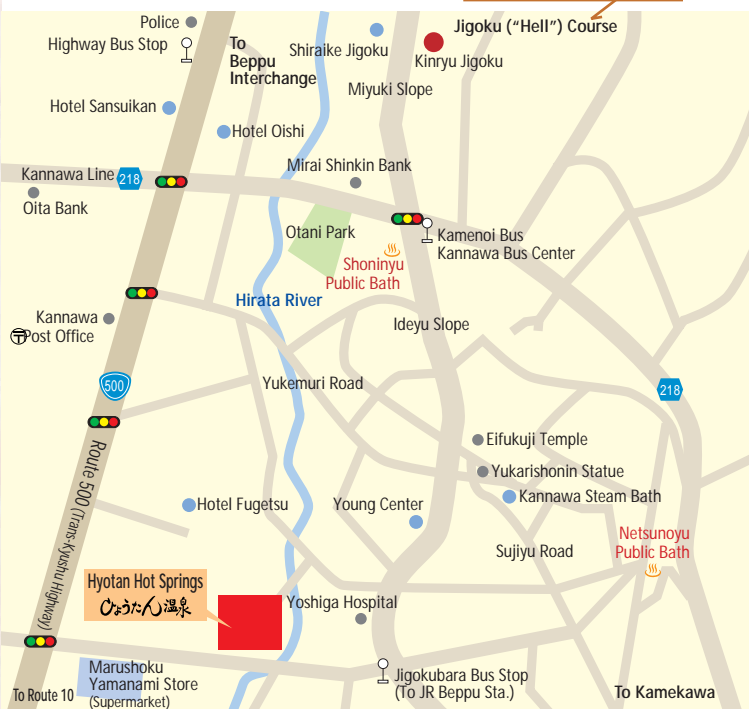 Police
Highway Bus Stop
To
Beppu
Interchange
Shiraike Jigoku
Jigoku (“Hell”) Course
Kinryu Jigoku
Miyuki Slope
Hotel Sansuikan
Hotel Oishi
Mirai Shinkin Bank
Kannawa Line
218
Oita Bank
Otani Park
Kamenoi Bus
Kannawa Bus Center
Shoninyu
Public Bath
Hirata River
Kannawa
Post Office
Ideyu Slope
500
Yukemuri Road
218
Eifukuji Temple
Yukarishonin Statue
Kannawa Steam Bath
Route 500 (Trans-Kyushu Highway)
Hotel Fugetsu
Young Center
Sujiyu Road
Netsunoyu
Public Bath
Hyotan Hot Springs
ひょうたん温泉
Yoshiga Hospital
Marushoku
Yamanami Store
(Supermarket)
To Route 10
Jigokubara Bus Stop
(To JR Beppu Sta.)
To Kamekawa